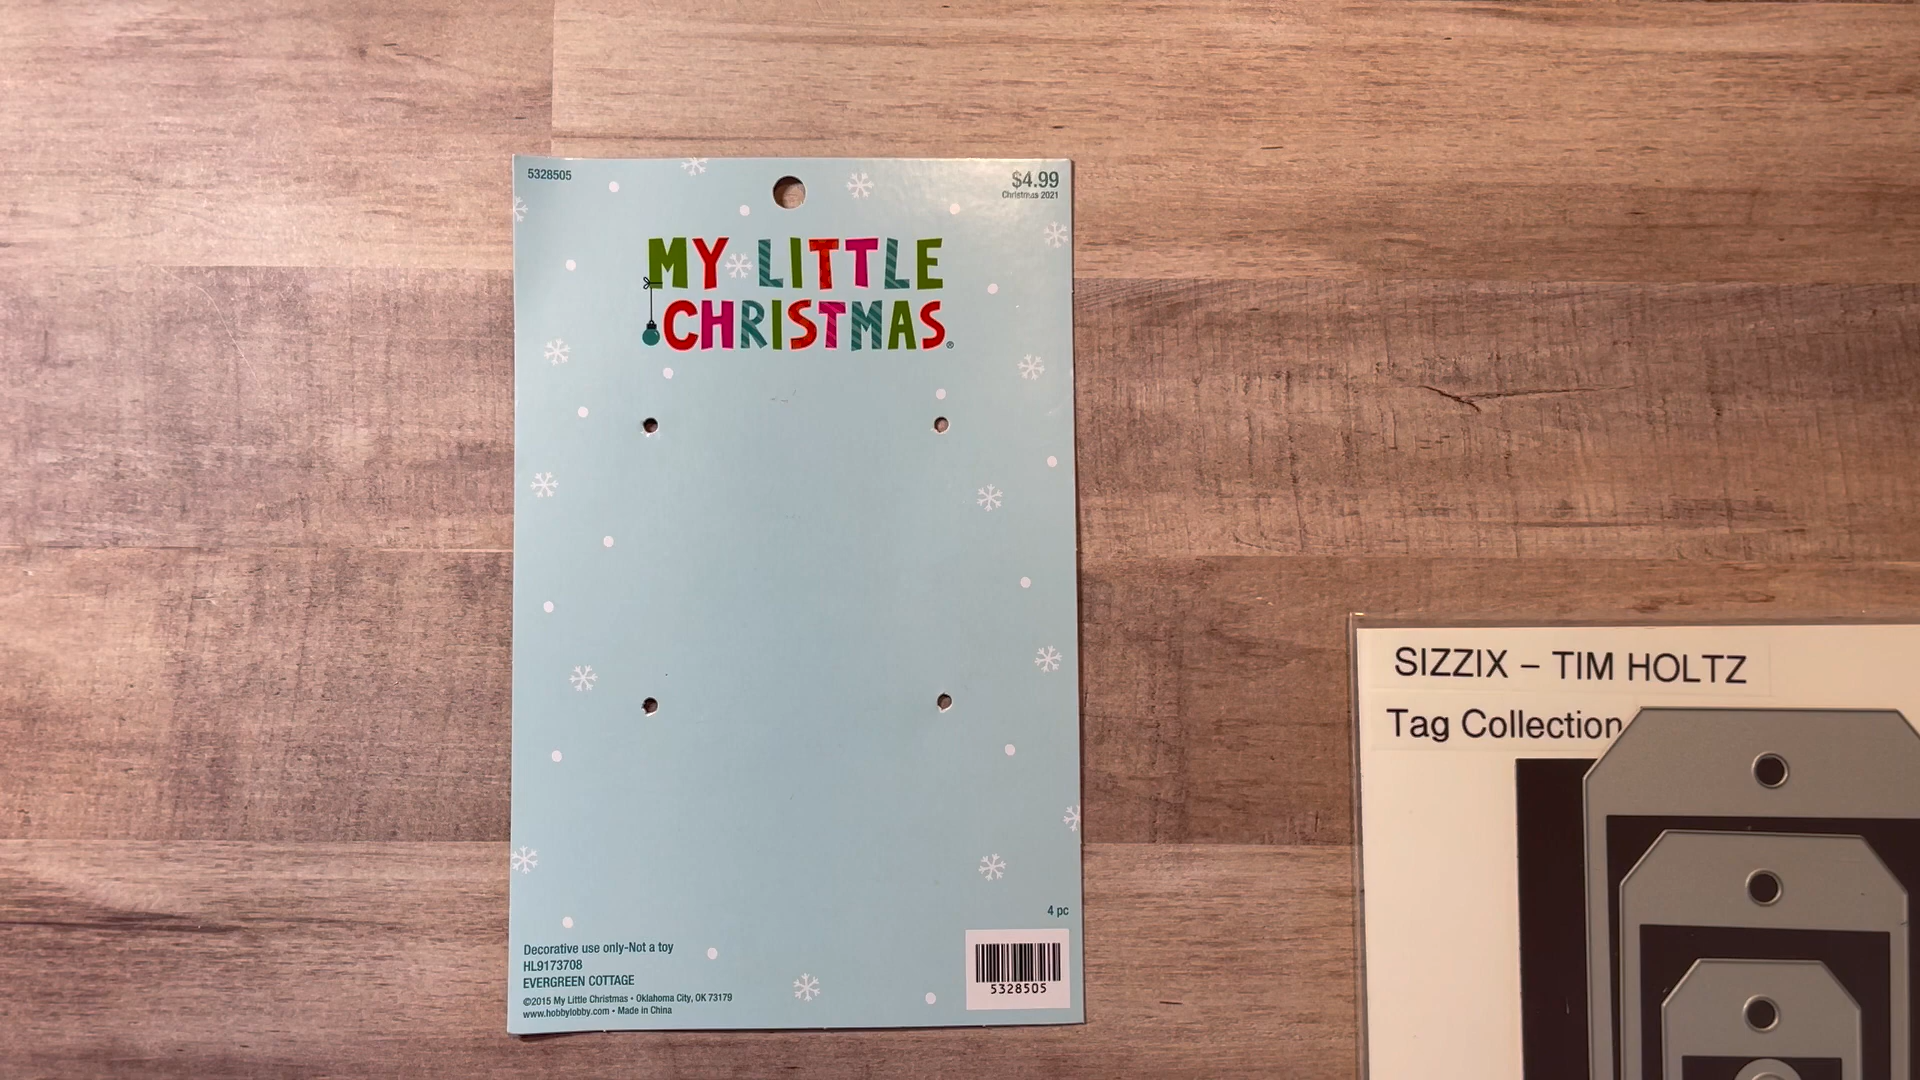 5328505
$4.99
Christmas 2021
MY LITTLE
CHRISTMAS®
4 pc
Decorative use only-Not a toy
HL9173708
EVERGREEN COTTAGE
©2015 My Little Christmas • Oklahoma City, OK 73179
www.hobbylobby.com • Made in China
5328505
SIZZIX – TIM HOLTZ
Tag Collection